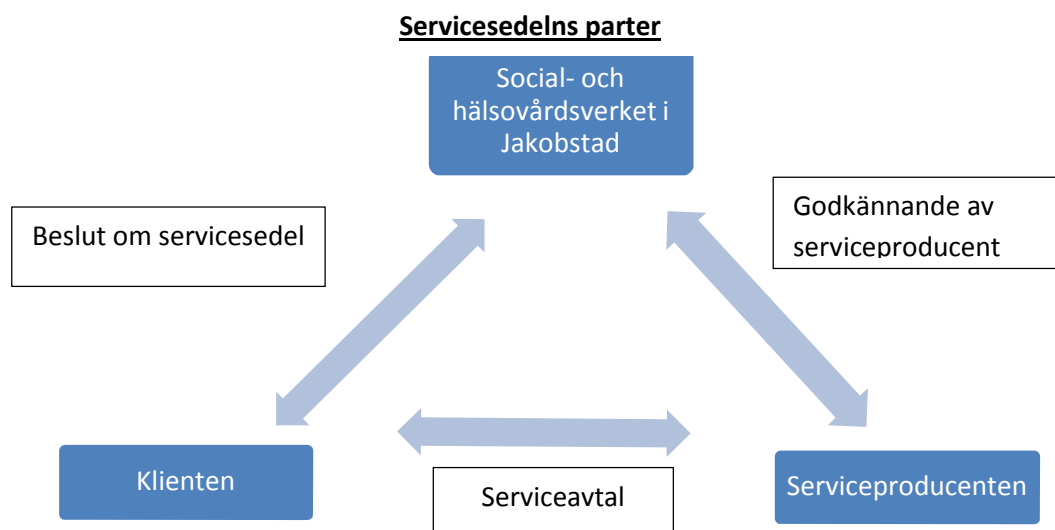 Servicesedelns parter
Social- och
hälsovårdsverket i
Jakobstad
Beslut om servicesedel
Godkännande av
serviceproducent
Klienten
Serviceavtal
Serviceproducenten